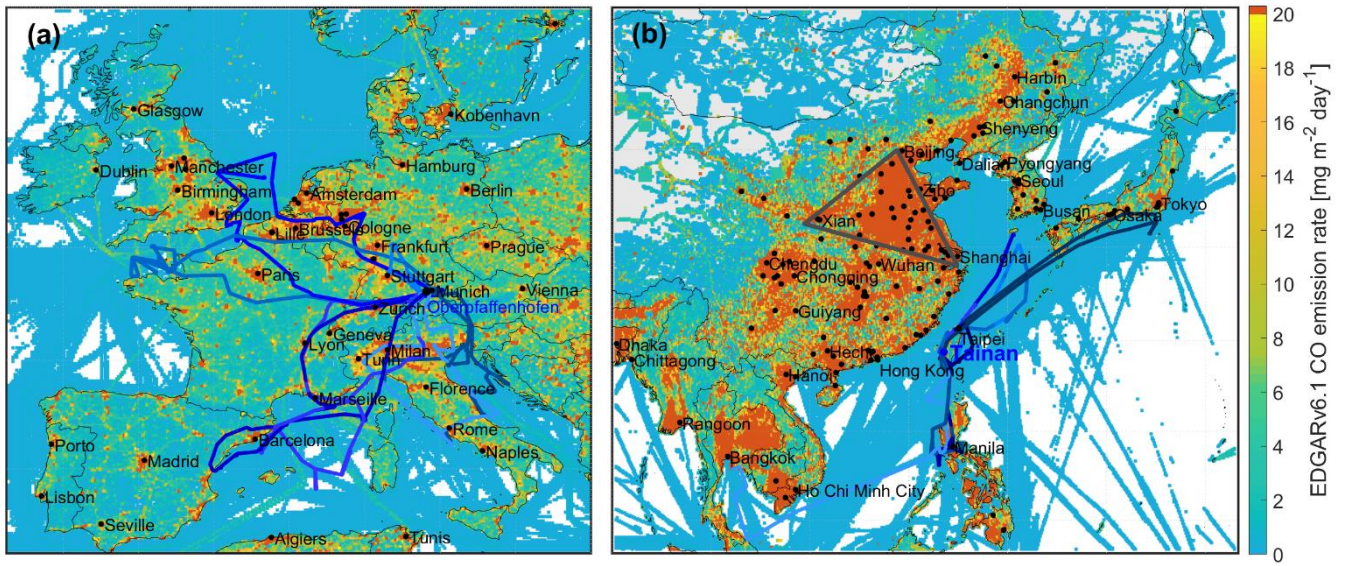 (a)
Glasgow
Kobenhavn
Dublin
Manchester
Hamburg
Birmingham
Amsterdam
Berlin
London
Lille
Brussels
Cologne
Frankfurt
Prague
Paris
Stuttgart
Munich
Vienna
Oberpfaffenhofen
Zurich
Geneva
Lyon
Milan
Turin
Florence
Marseille
Rome
Porto
Barcelona
Naples
Madrid
Lisbon
Seville
Algiers
Tunis
(b)
Harbin
Changchun
Shenyeng
Beijing
Dalian
Pyongyang
Seoul
Zibo
Tokyo
Xian
Busan
Osaka
Shanghai
Chengdu
Wuhan
Chongqing
Guiyang
Taipei
Dhaka
Hechi
Tainan
Chittagong
Hanoi
Hong Kong
Rangoon
Manila
Bangkok
Ho Chi Minh City
20
18
16
14
12
10
8
6
4
2
0
EDGARv6.1 CO emission rate [mg m-2 day-1]